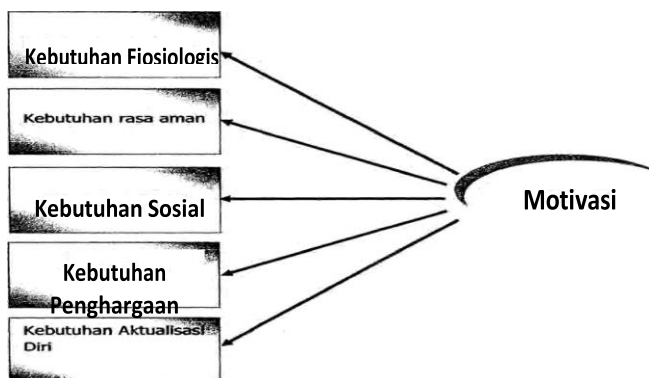 Kebutuhan Fiosiologis
Kebutuhan rasa aman
Kebutuhan Sosial
Motivasi
Kebutuhan
Penghargaan
Kebutuhan Aktualisasi
Diri